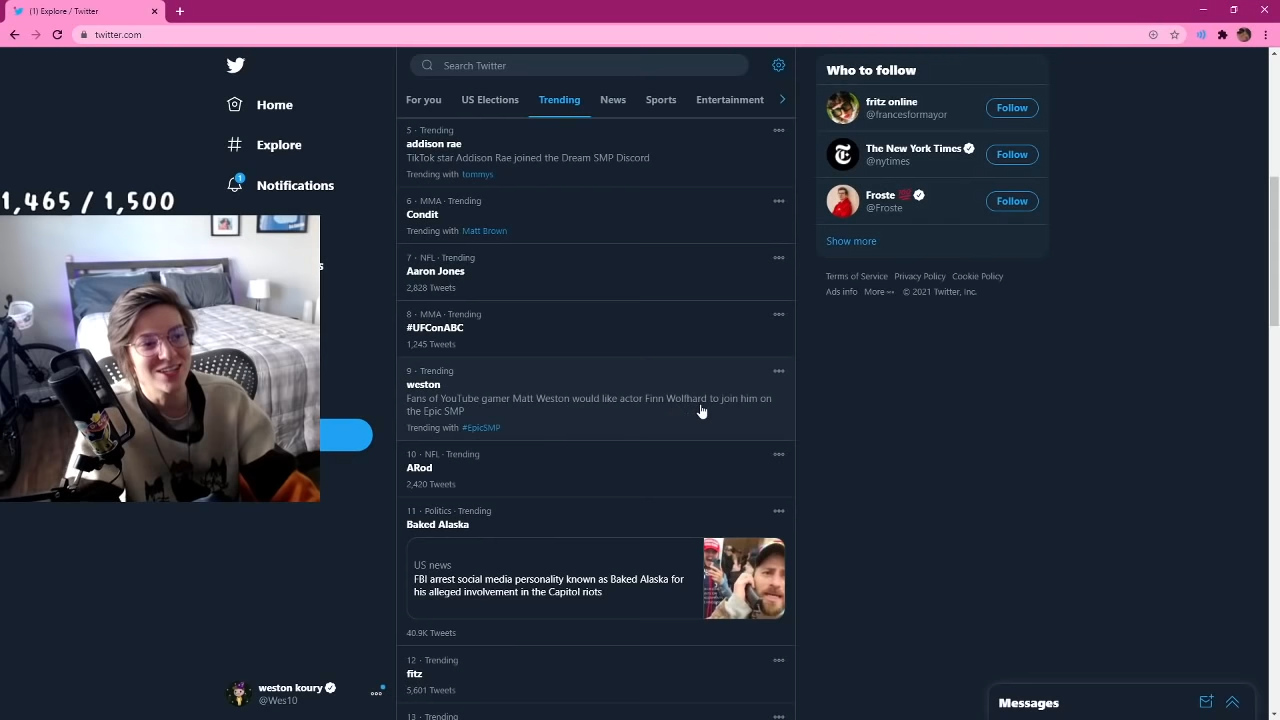 (1) Explore / Twitter
twitter.com
Search Twitter
For you
US Elections
Trending
News
Sports
Entertainment
Home
Explore
1
Notifications
1,465 / 1,500
s
5 · Trending
addison rae
TikTok star Addison Rae joined the Dream SMP Discord
Trending with tommys
6 · MMA · Trending
Condit
Trending with Matt Brown
7 · NFL · Trending
Aaron Jones
2,828 Tweets
8 · MMA · Trending
#UFConABC
1,245 Tweets
9 · Trending
weston
Fans of YouTube gamer Matt Weston would like actor Finn Wolfhard to join him on
the Epic SMP
Trending with #EpicSMP
10 · NFL · Trending
ARod
2,420 Tweets
11 · Politics · Trending
Baked Alaska
US news
FBI arrest social media personality known as Baked Alaska for
his alleged involvement in the Capitol riots
40.9K Tweets
12 · Trending
fitz
5,601 Tweets
13 · Trending
weston koury
@Wes10
Who to follow
fritz online
@francesformayor
Follow
The New York Times
@nytimes
Follow
Froste 💯
@Froste
Follow
Show more
Terms of Service Privacy Policy Cookie Policy
Ads info More ··· © 2021 Twitter, Inc.
Messages